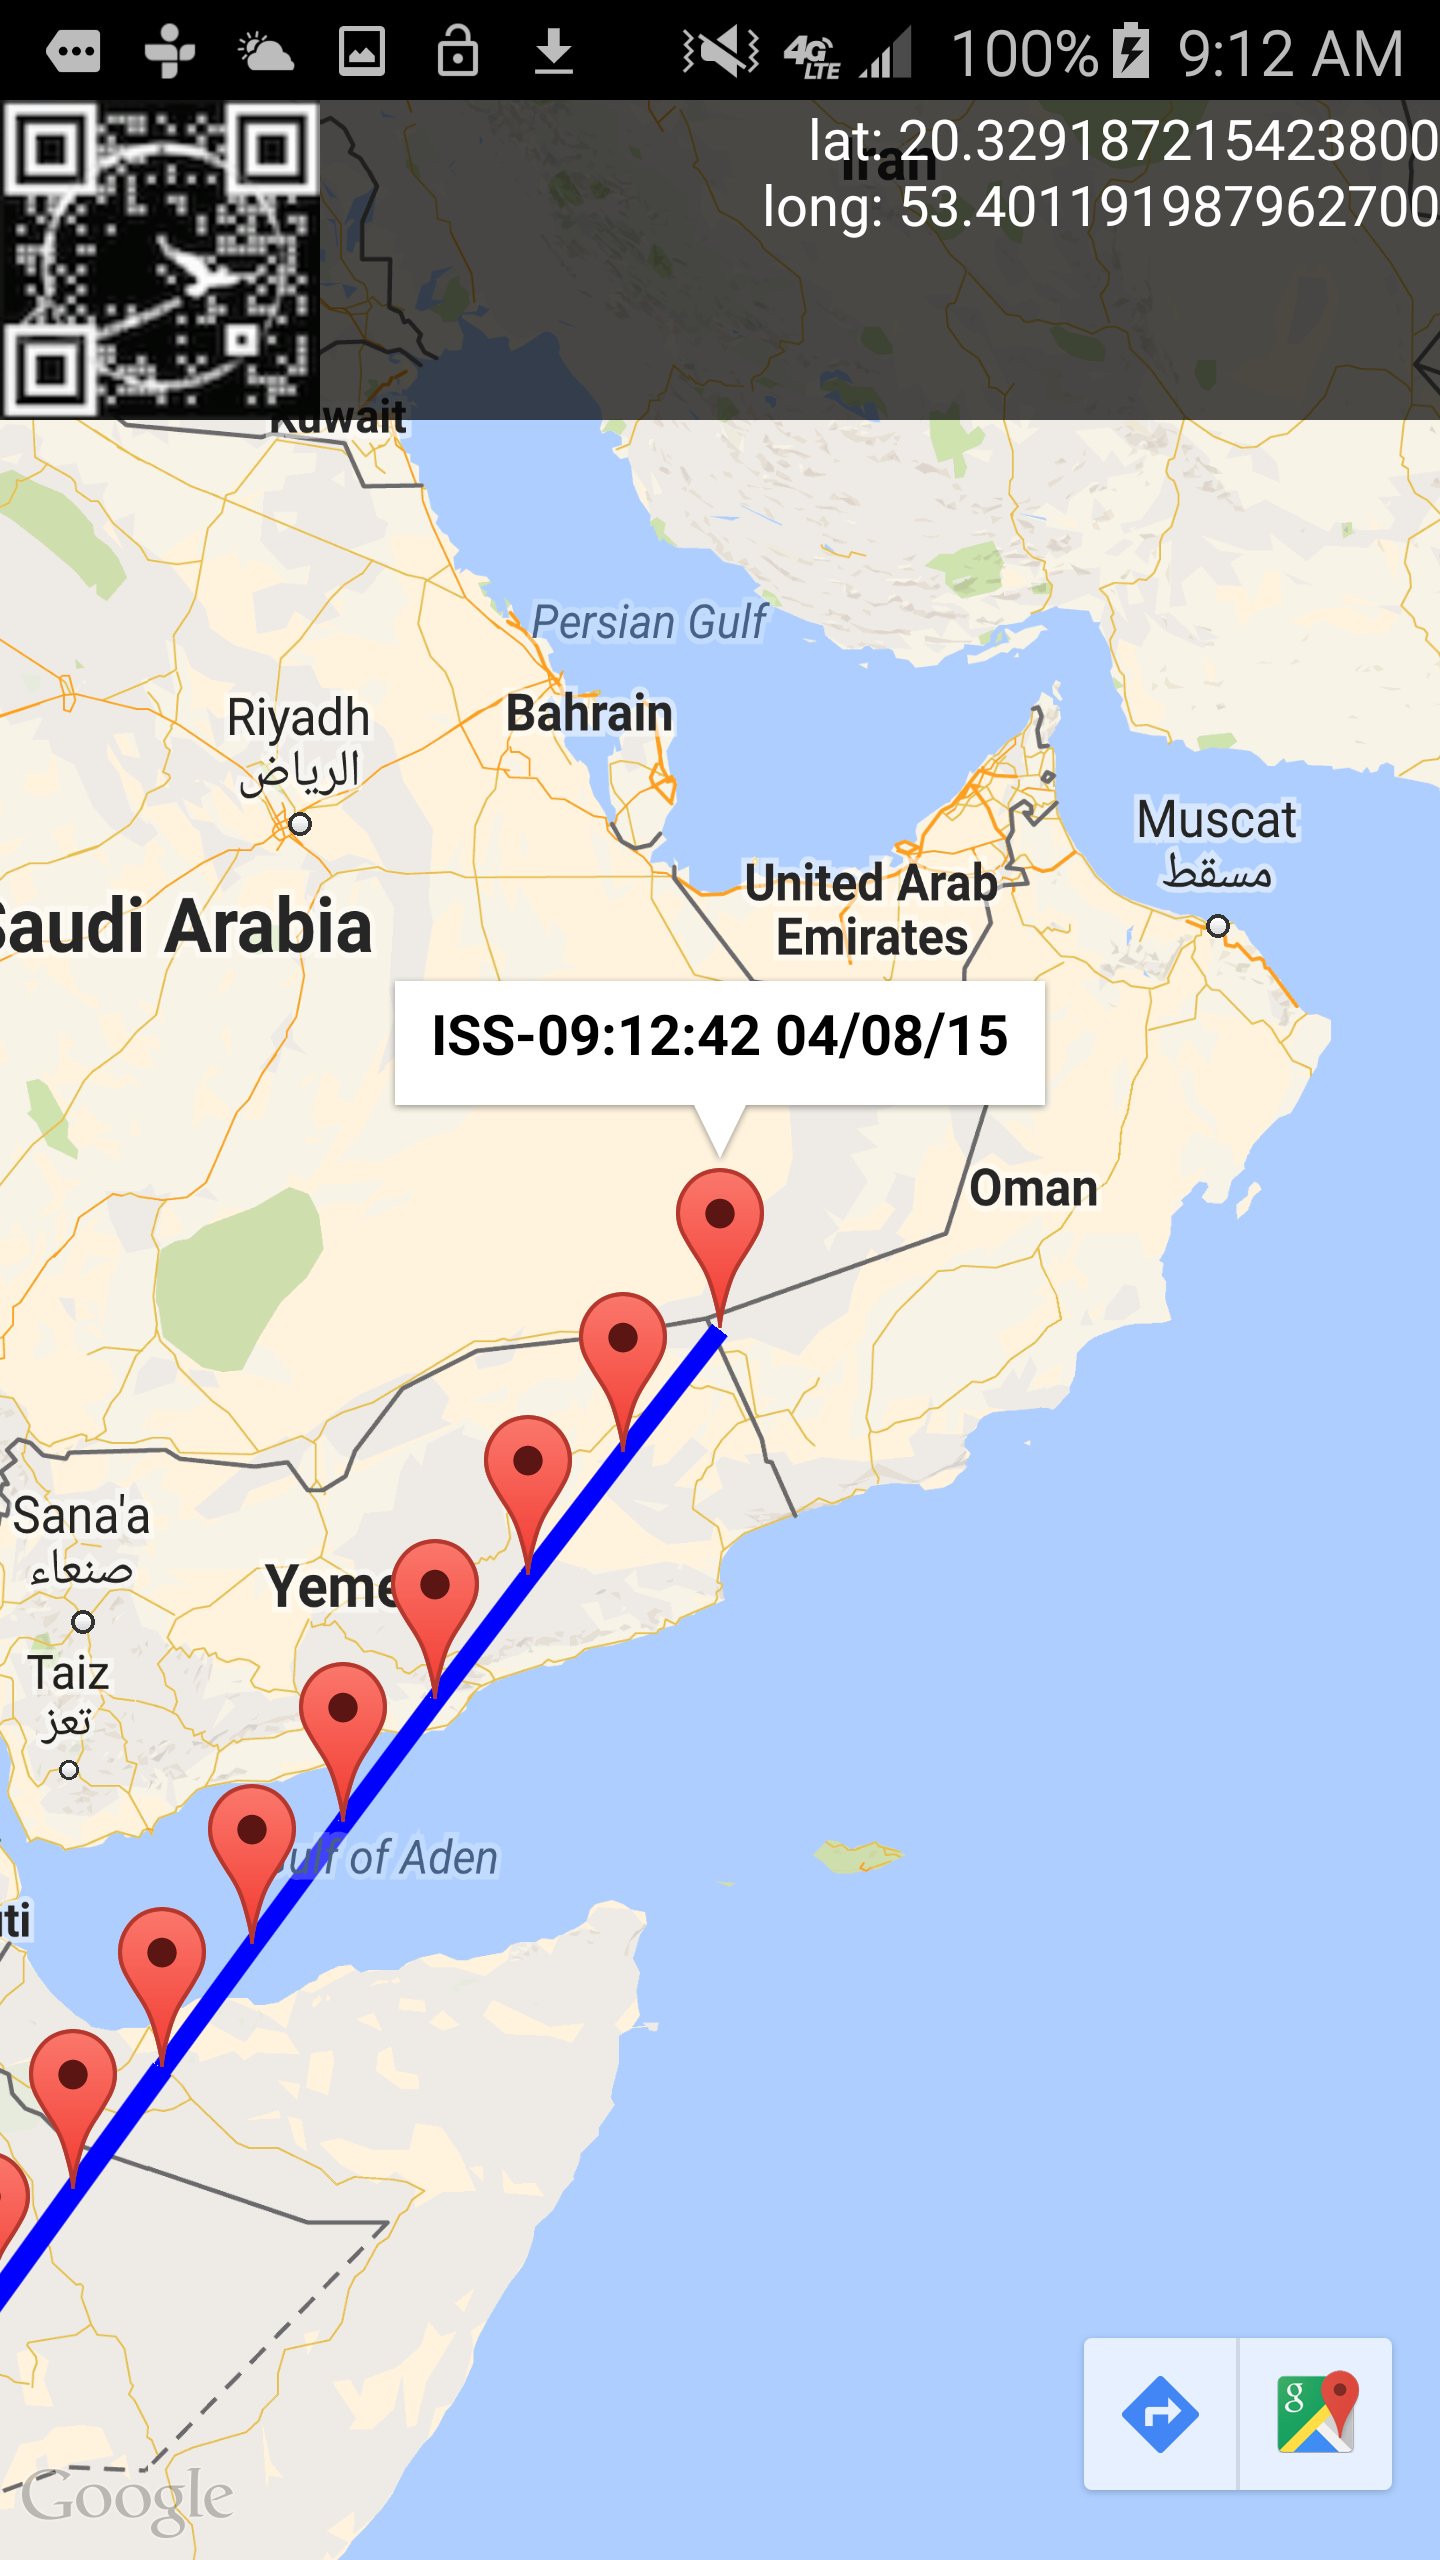 100% 9:12 AM
4G LTE
lat: 20.329187215423800
Iran
long: 53.401191987962700
Kuwait
Persian Gulf
Bahrain
Riyadh
الرياض
Muscat
مسقط
United Arab
Emirates
Saudi Arabia
ISS-09:12:42 04/08/15
Oman
Sana'a
صنعاء
Yeme
Taiz
تعز
ulf of Aden
uti
g
Google